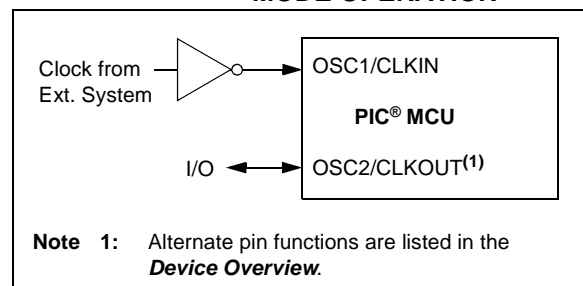 MODE OPERATION
Clock from
Ext. System
OSC1/CLKIN
PIC® MCU
I/O
OSC2/CLKOUT(1)
Note 1: Alternate pin functions are listed in the
Device Overview.